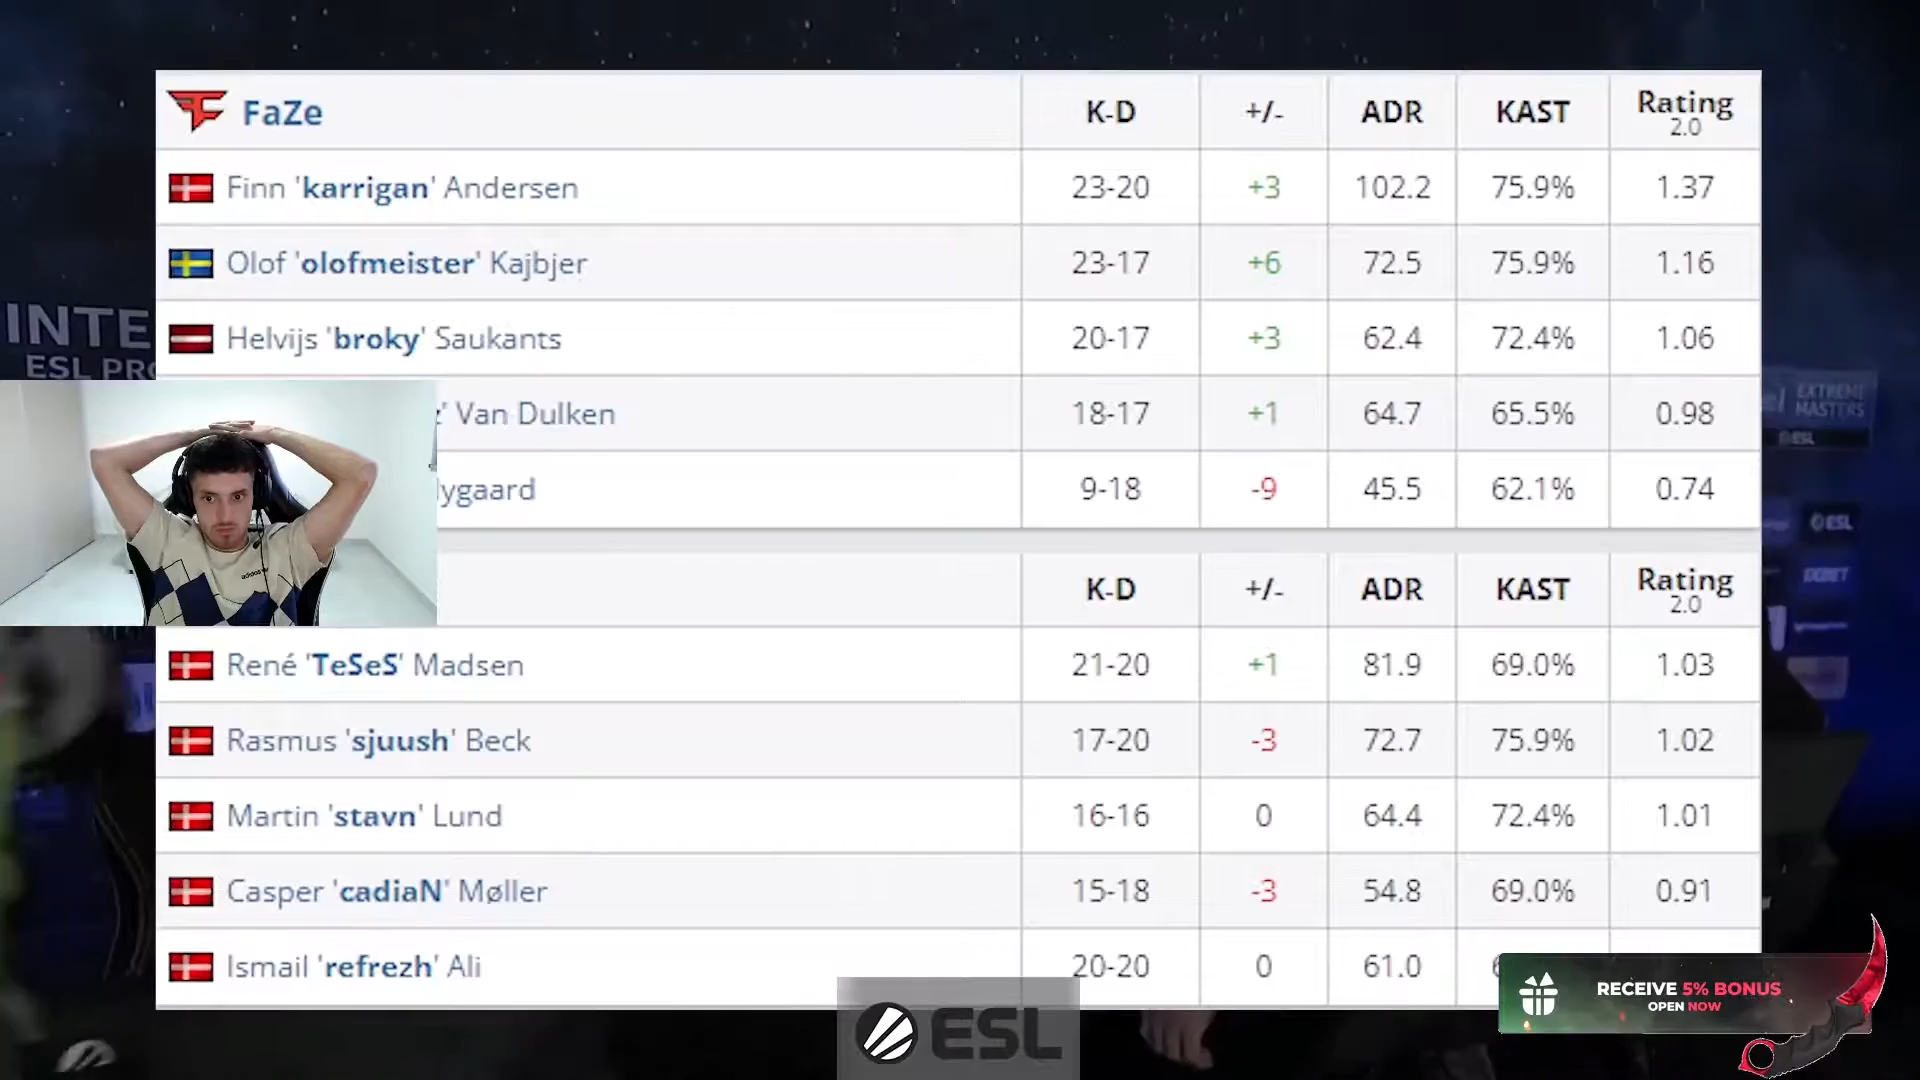 FaZe K-D +/- ADR KAST Rating 2.0
Finn 'karrigan' Andersen 23-20 +3 102.2 75.9% 1.37
Olof 'olofmeister' Kajbjer 23-17 +6 72.5 75.9% 1.16
Helvijs 'broky' Saukants 20-17 +3 62.4 72.4% 1.06
Van Dulken 18-17 +1 64.7 65.5% 0.98
9-18 -9 45.5 62.1% 0.74
K-D +/- ADR KAST Rating 2.0
René 'TeSeS' Madsen 21-20 +1 81.9 69.0% 1.03
Rasmus 'sjuush' Beck 17-20 -3 72.7 75.9% 1.02
Martin 'stavn' Lund 16-16 0 64.4 72.4% 1.01
Casper 'cadiaN' Møller 15-18 -3 54.8 69.0% 0.91
Ismail 'refrezh' Ali 20-20 0 61.0
INTE
ESL PRO
EXTREME
MASTERS
ESL
ESL
adidas
RECEIVE 5% BONUS
OPEN NOW
ESL